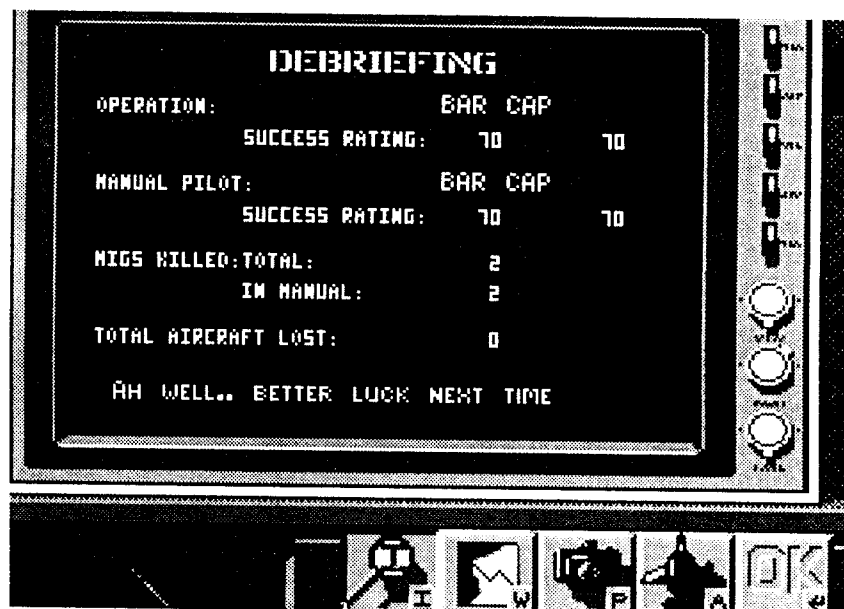 DEBRIEFING
OPERATION: BAR CAP
SUCCESS RATING: 70 70
MANUAL PILOT: BAR CAP
SUCCESS RATING: 70 70
MIGS KILLED: TOTAL: 2
IN MANUAL: 2
TOTAL AIRCRAFT LOST: 0
AH WELL.. BETTER LUCK NEXT TIME
I W P A OK